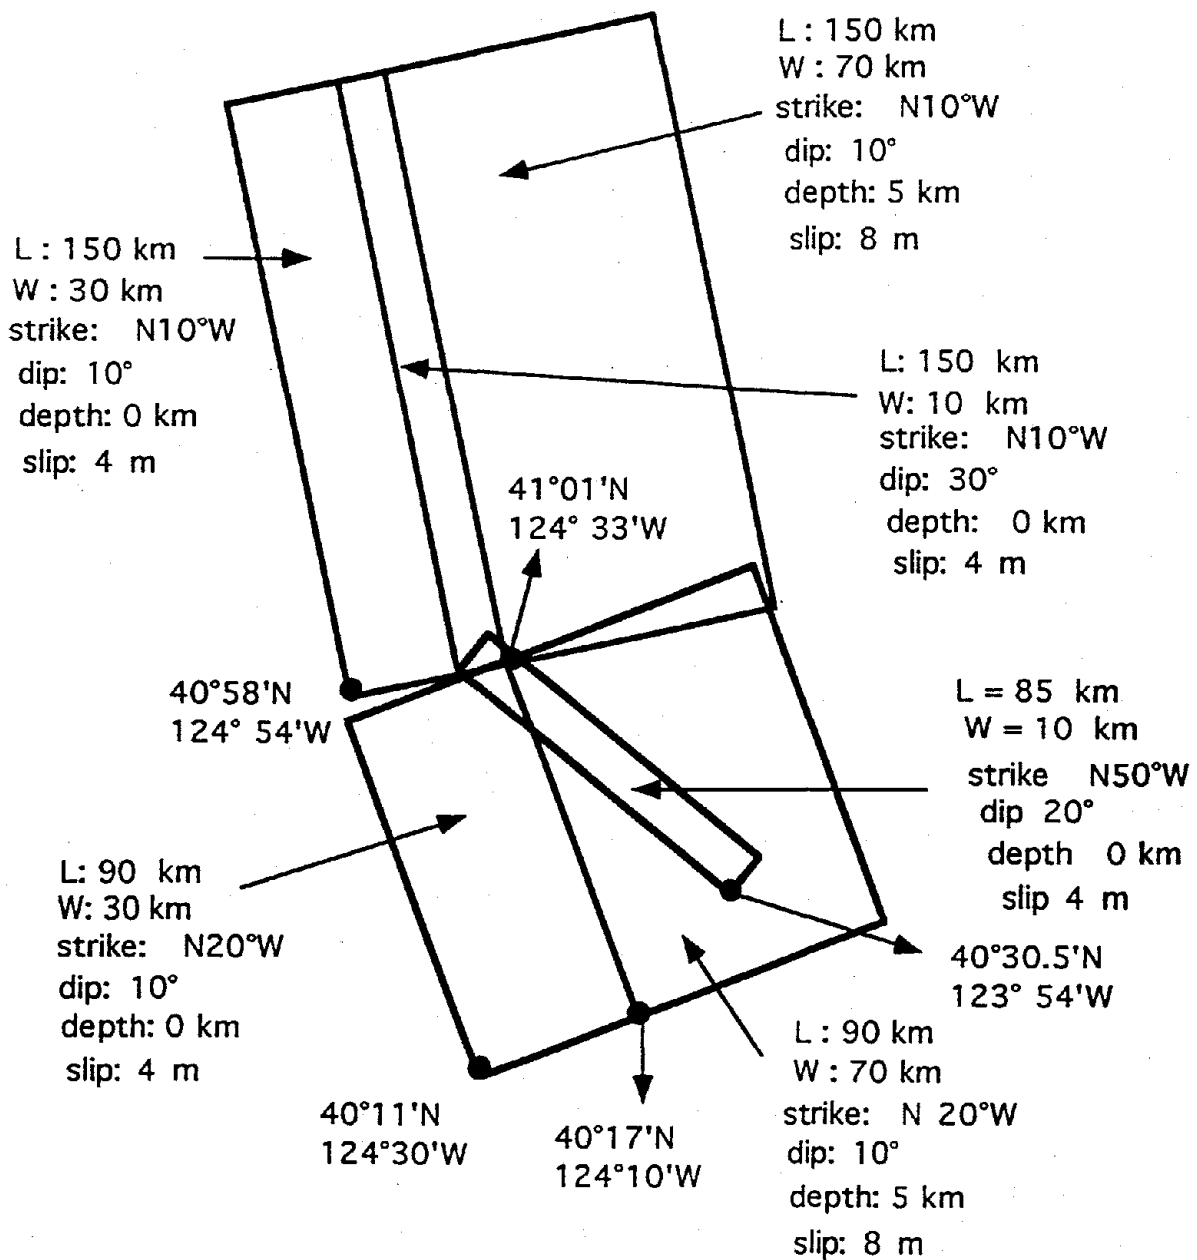 L : 150 km
W : 70 km
strike: N10°W
dip: 10°
depth: 5 km
slip: 8 m
L : 150 km
W : 30 km
strike: N10°W
dip: 10°
depth: 0 km
slip: 4 m
L: 150 km
W: 10 km
strike: N10°W
dip: 30°
depth: 0 km
slip: 4 m
41°01'N
124° 33'W
40°58'N
124° 54'W
L = 85 km
W = 10 km
strike N50°W
dip 20°
depth 0 km
slip 4 m
L: 90 km
W: 30 km
strike: N20°W
dip: 10°
depth: 0 km
slip: 4 m
40°30.5'N
123° 54'W
L : 90 km
W : 70 km
strike: N 20°W
dip: 10°
depth: 5 km
slip: 8 m
40°11'N
124°30'W
40°17'N
124°10'W